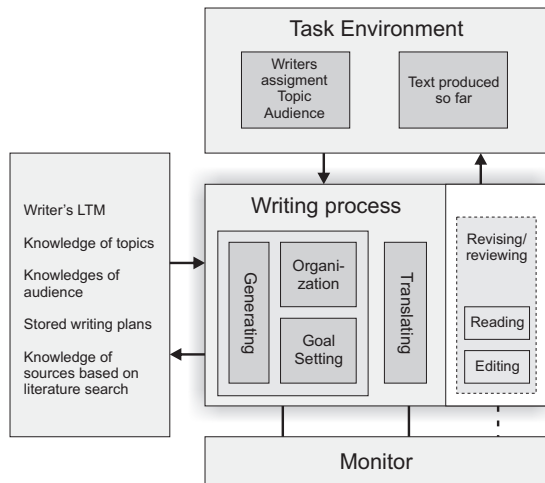 Task Environment
Writers
assigment
Topic
Audience
Text produced
so far
Writer's LTM
Knowledge of topics
Knowledges of
audience
Stored writing plans
Knowledge of
sources based on
literature search
Writing process
Generating
Organi-
zation
Goal
Setting
Translating
Revising/
reviewing
Reading
Editing
Monitor